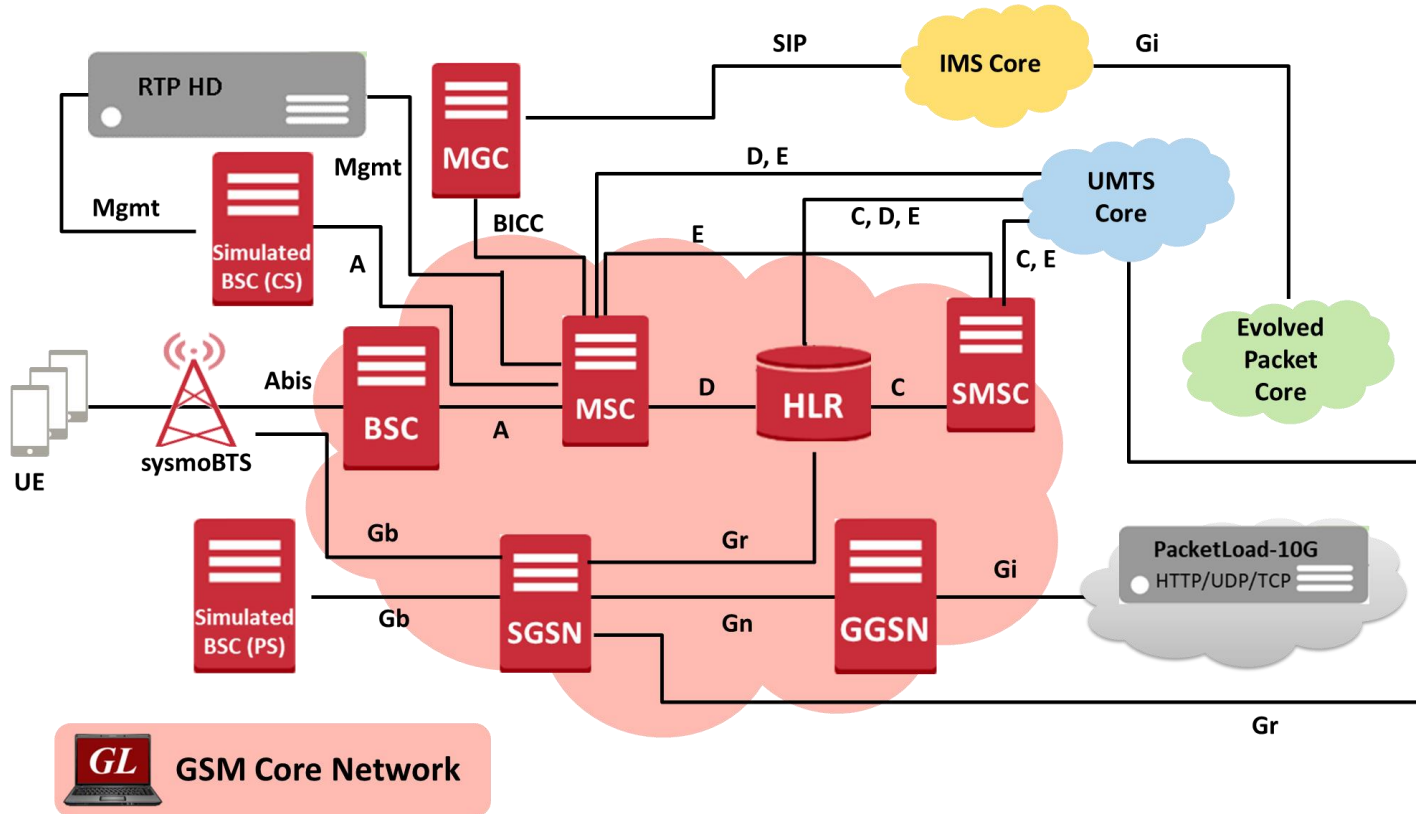 SIP
Gi
IMS Core
RTP HD
MGC
Mgmt
D, E
UMTS
Core
Mgmt
BICC
C, D, E
E
Simulated
BSC (CS)
A
C, E
Evolved
Packet
Core
Abis
BSC
A
MSC
D
HLR
C
SMSC
sysmoBTS
UE
Gb
Gr
Gi
PacketLoad-10G
HTTP/UDP/TCP
Simulated
BSC (PS)
Gb
SGSN
Gn
GGSN
Gr
GL
GSM Core Network